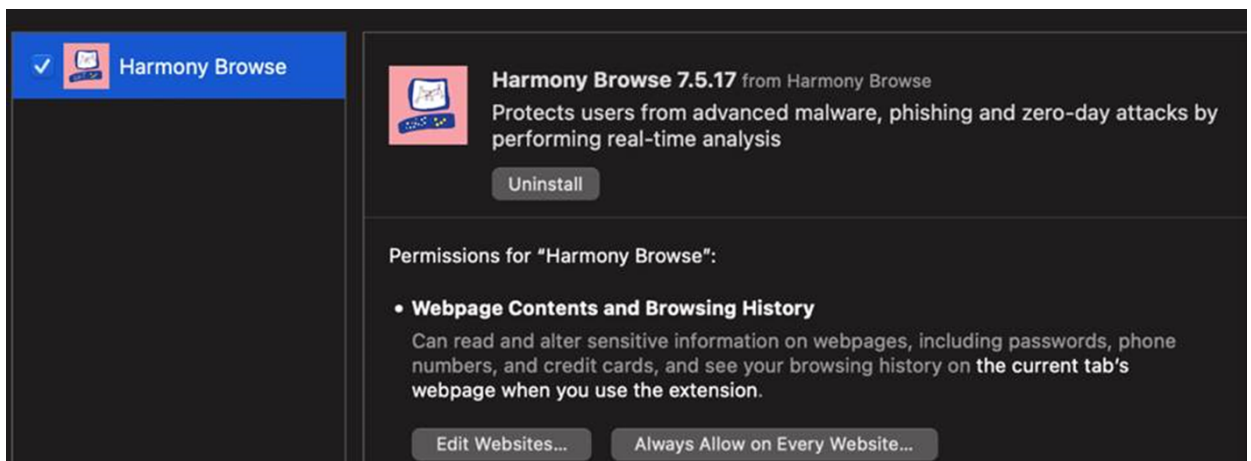 Harmony Browse
Harmony Browse 7.5.17 from Harmony Browse
Protects users from advanced malware, phishing and zero-day attacks by
performing real-time analysis
Uninstall
Permissions for “Harmony Browse”:
• Webpage Contents and Browsing History
Can read and alter sensitive information on webpages, including passwords, phone
numbers, and credit cards, and see your browsing history on the current tab’s
webpage when you use the extension.
Edit Websites...
Always Allow on Every Website...